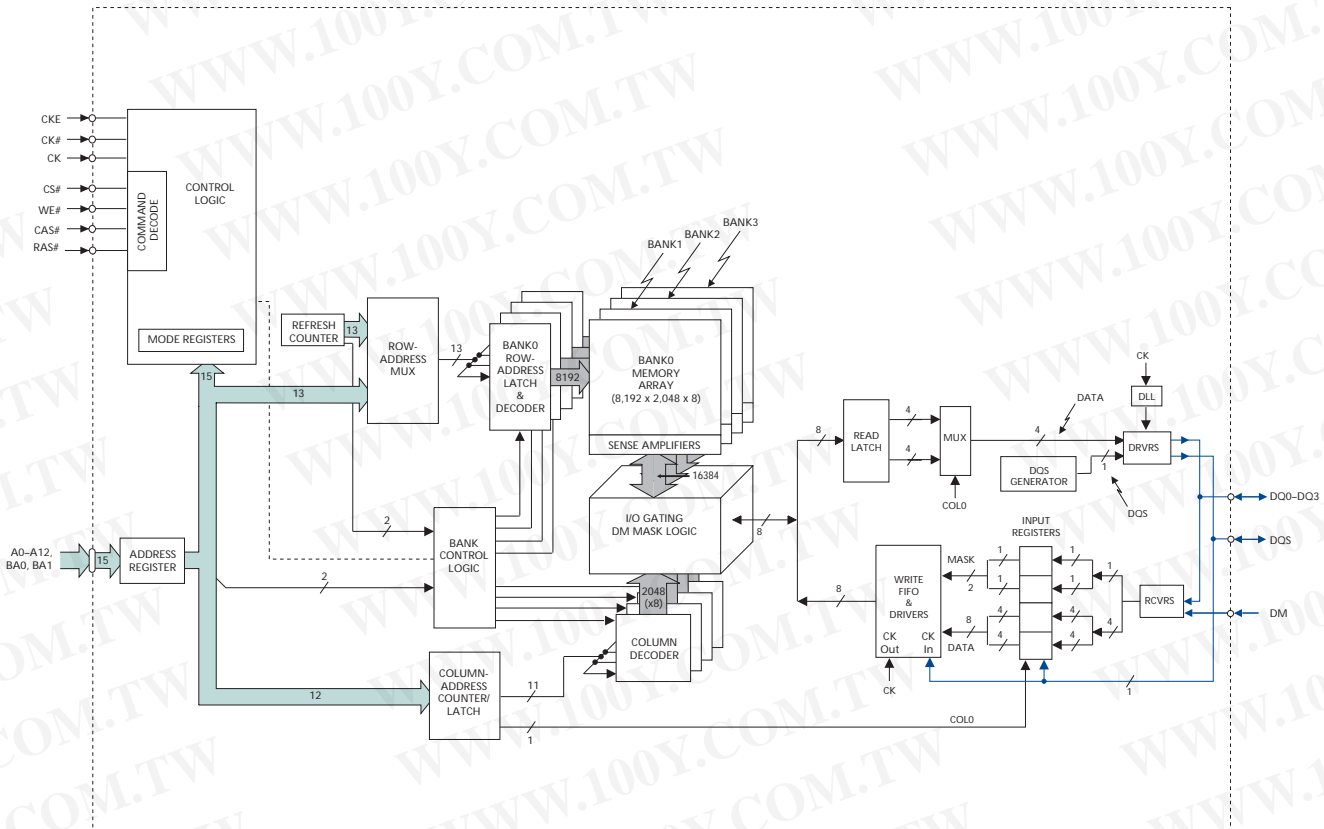 CKE
CK#
CK
CS#
WE#
CAS#
RAS#
COMMAND
DECODE
CONTROL
LOGIC
MODE REGISTERS
15
REFRESH
COUNTER
13
13
ROW-
ADDRESS
MUX
13
BANK0
ROW-
ADDRESS
LATCH
&
DECODER
8192
BANK1
BANK2
BANK3
BANK0
MEMORY
ARRAY
(8,192 x 2,048 x 8)
SENSE AMPLIFIERS
16384
I/O GATING
DM MASK LOGIC
8
2048
(x8)
COLUMN
DECODER
A0–A12,
BA0, BA1
15
ADDRESS
REGISTER
2
2
BANK
CONTROL
LOGIC
12
COLUMN-
ADDRESS
COUNTER/
LATCH
11
1
COL0
8
READ
LATCH
4
4
MUX
COL0
4
DATA
CK
DLL
DQS
GENERATOR
1
DRVRS
DQS
DQ0–DQ3
DQS
DM
INPUT
REGISTERS
8
WRITE
FIFO
&
DRIVERS
CK
Out
CK
In
CK
MASK
2
8
DATA
1
1
4
4
1
1
4
4
1
4
RCVRS
1
WWW.100Y.COM.TW